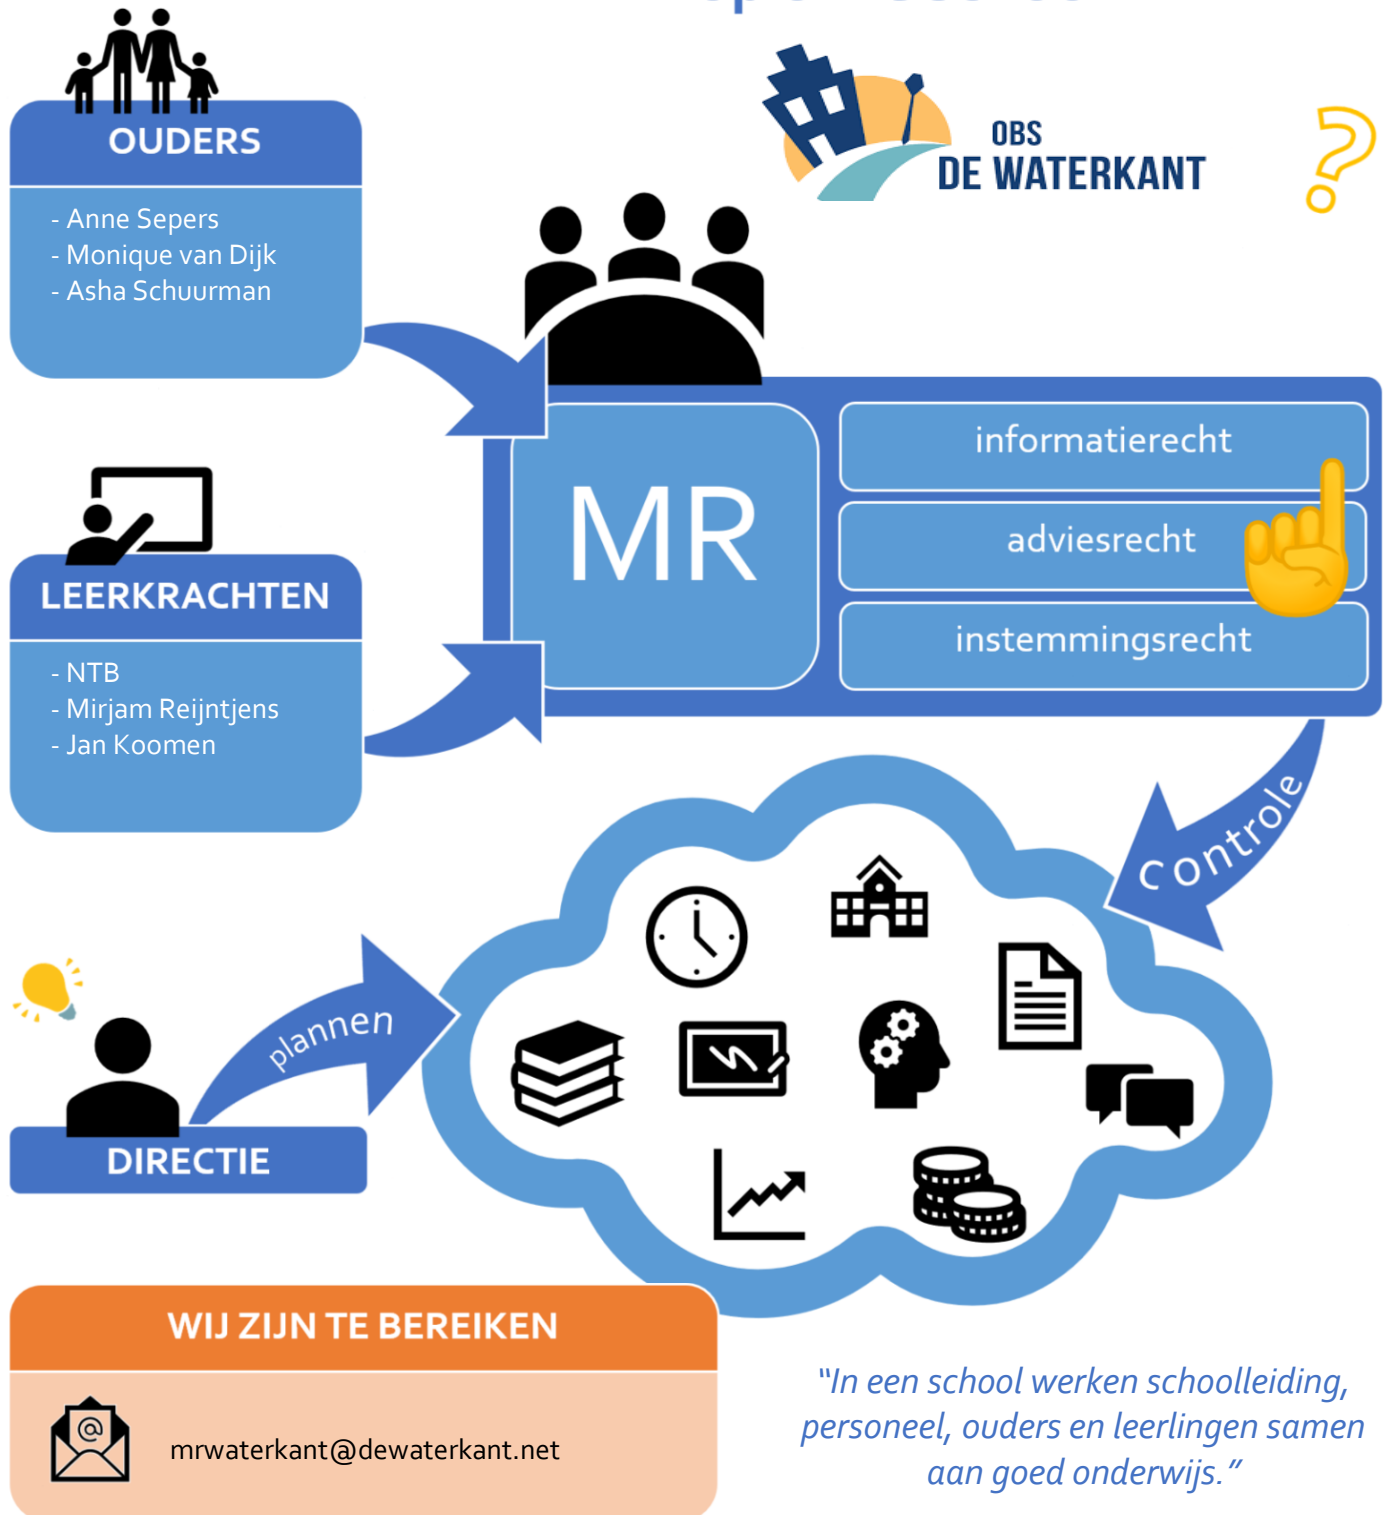 OUDERS
- Anne Sepers
- Monique van Dijk
- Asha Schuurman
OBS
DE WATERKANT
?
LEERKRACHTEN
- NTB
- Mirjam Reijntjens
- Jan Koomen
MR
informatierecht
adviesrecht
instemmingsrecht
controle
plannen
DIRECTIE
WIJ ZIJN TE BEREIKEN
@
mrwaterkant@dewaterkant.net
“In een school werken schoolleiding,
personeel, ouders en leerlingen samen
aan goed onderwijs.”